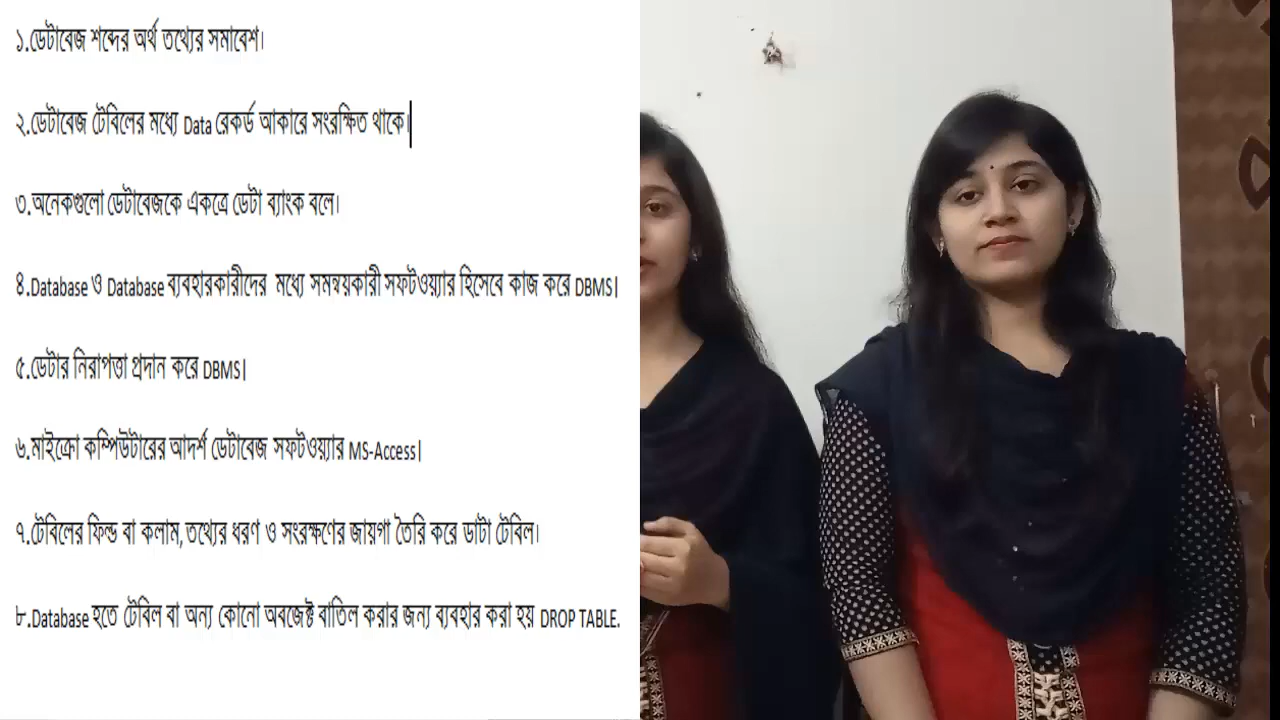 ১.ডেটাবেজ শব্দের অর্থ তথ্যের সমাবেশ।
২.ডেটাবেজ টেবিলের মধ্যে Data রেকর্ড আকারে সংরক্ষিত থাকে।
৩.অনেকগুলো ডেটাবেজকে একত্রে ডেটা ব্যাংক বলে।
৪.Database ও Database ব্যবহারকারীদের মধ্যে সমন্বয়কারী সফটওয়্যার হিসেবে কাজ করে DBMS।
৫.ডেটার নিরাপত্তা প্রদান করে DBMS।
৬.মাইক্রো কম্পিউটারের আদর্শ ডেটাবেজ সফটওয়্যার MS-Access।
৭.টেবিলের ফিল্ড বা কলাম,তথ্যের ধরণ ও সংরক্ষণের জায়গা তৈরি করে ডাটা টেবিল।
৮.Database হতে টেবিল বা অন্য কোনো অবজেক্ট বাতিল করার জন্য ব্যবহার করা হয় DROP TABLE.